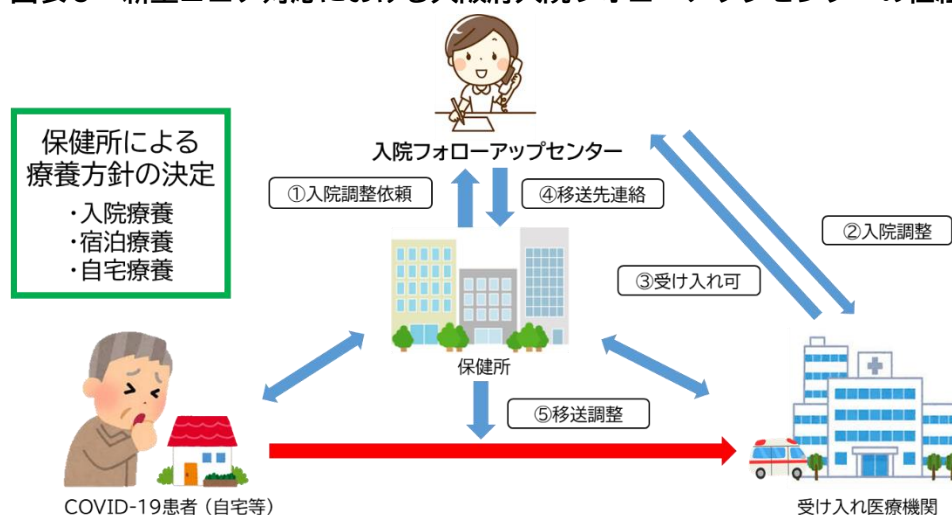 保健所による
療養方針の決定
・入院療養
・宿泊療養
・自宅療養
入院フォローアップセンター
①入院調整依頼
④移送先連絡
②入院調整
③受け入れ可
保健所
⑤移送調整
COVID-19患者（自宅等）
受け入れ医療機関